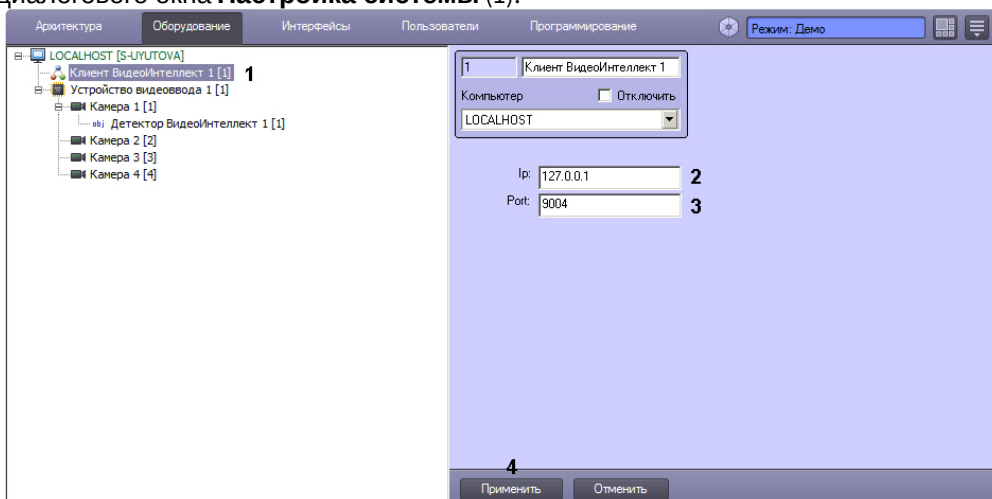 диалогового окна Настройка системы (1).
Архитектура Оборудование Интерфейсы Пользователи Программирование Режим: Демо
LOCALHOST [S-UYUTOVA]
Клиент ВидеоИнтеллект 1 [1] 1
Устройство видеоввода 1 [1]
Камера 1 [1]
obj Детектор ВидеоИнтеллект 1 [1]
Камера 2 [2]
Камера 3 [3]
Камера 4 [4]
1 Клиент ВидеоИнтеллект 1
Компьютер Отключить
LOCALHOST
Ip: 127.0.0.1 2
Port: 9004 3
4
Применить Отменить